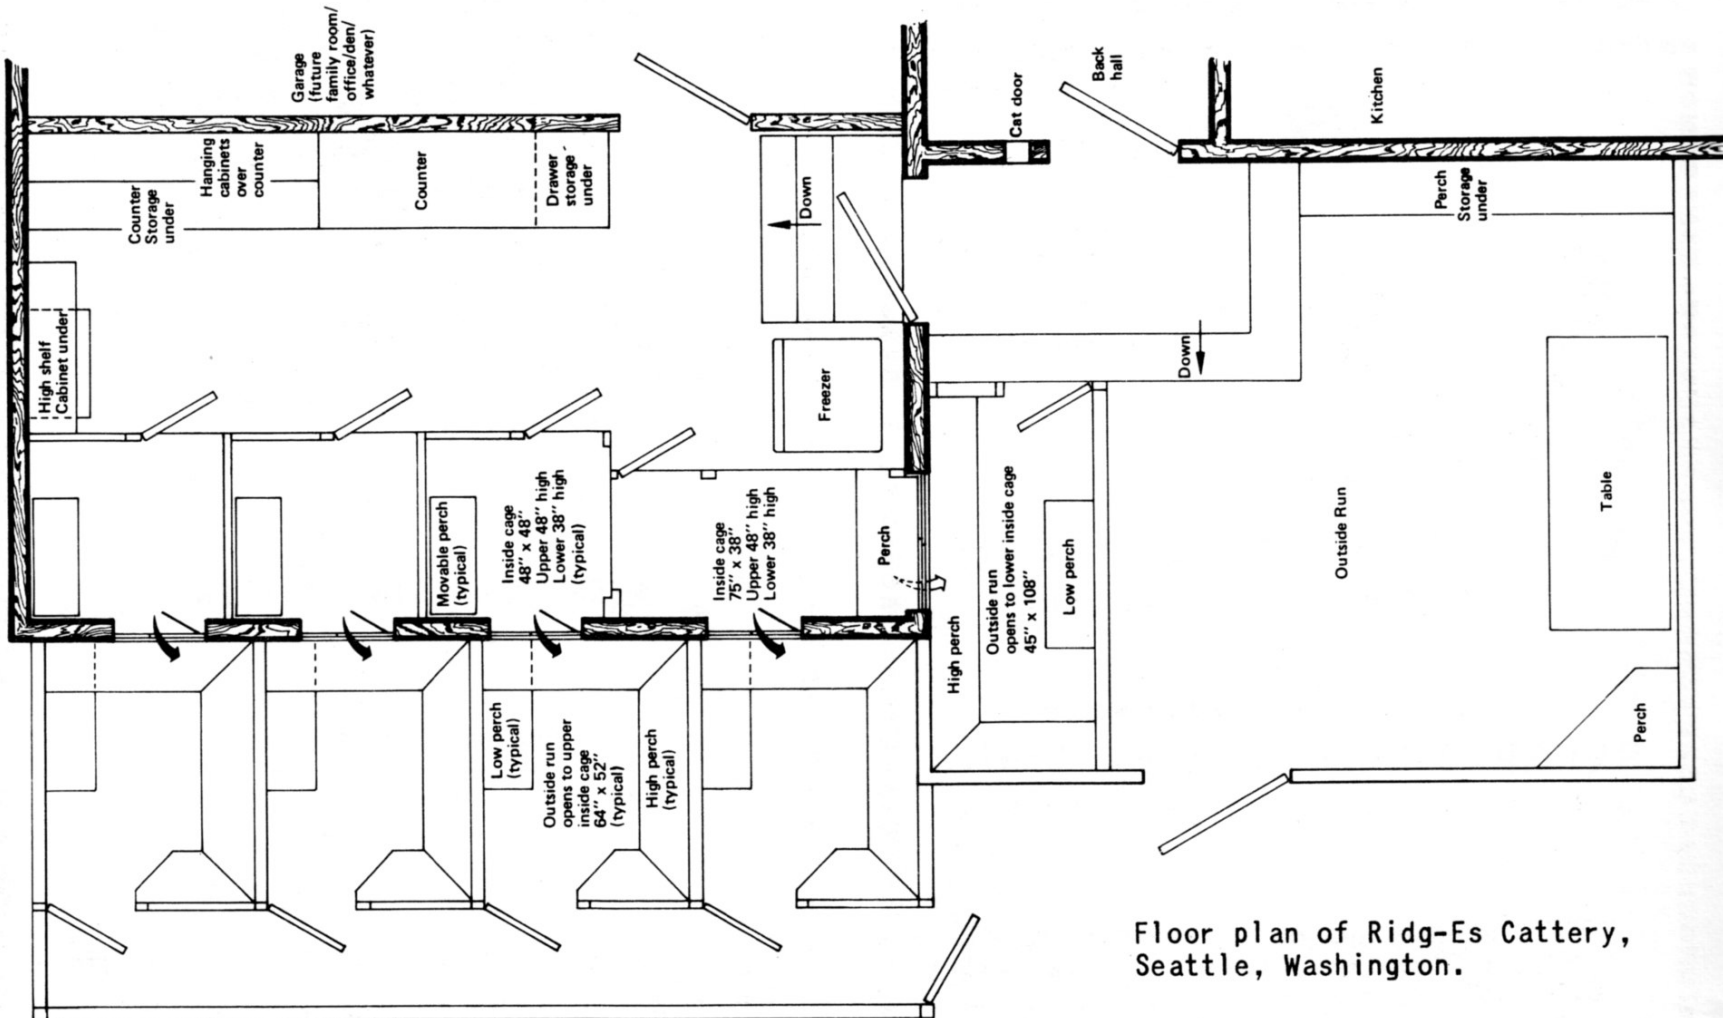 Garage
(future
family room/
office/den/
whatever)
Hanging
cabinets
over
counter
Counter
Storage
under
Counter
Drawer
storage
under
Down
Cat door
Back
hall
Kitchen
High shelf
Cabinet under
Freezer
Perch
Storage
under
Down
Movable perch
(typical)
Inside cage
48" x 48"
Upper 48" high
Lower 38" high
(typical)
Inside cage
75" x 38"
Upper 48" high
Lower 38" high
Perch
High perch
Outside run
opens to lower inside cage
45" x 108"
Low perch
Outside Run
Table
Perch
Low perch
(typical)
Outside run
opens to upper
inside cage
64" x 52"
(typical)
High perch
(typical)
Floor plan of Ridg-Es Cattery,
Seattle, Washington.